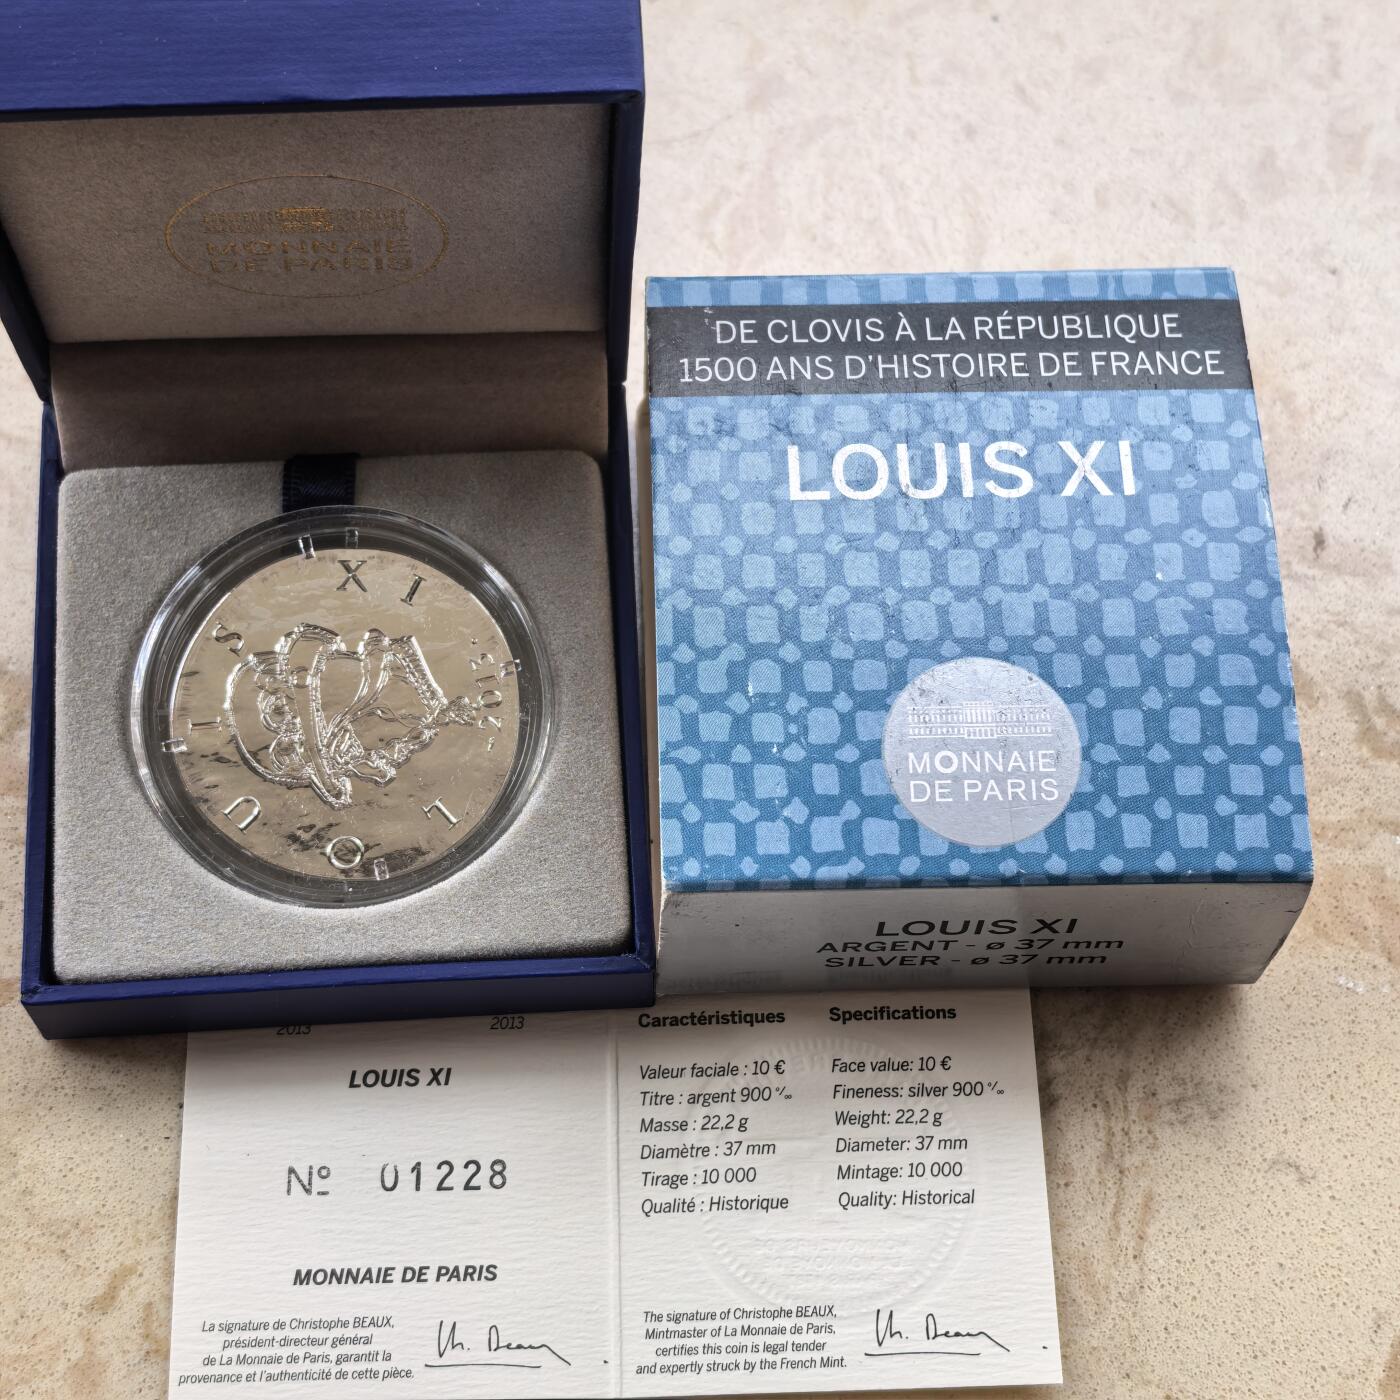 MONNAIE
DE PARIS
LOUIS XI
- 2013 -
DE CLOVIS À LA RÉPUBLIQUE
1500 ANS D'HISTOIRE DE FRANCE
LOUIS XI
MONNAIE
DE PARIS
LOUIS XI
ARGENT - ø 37 mm
SILVER - ø 37 mm
2013 2013
LOUIS XI
Nº 01228
MONNAIE DE PARIS
La signature de Christophe BEAUX,
président-directeur général
de La Monnaie de Paris, garantit la
provenance et l'authenticité de cette pièce.
Ch. Beaux
Caractéristiques
Valeur faciale : 10 €
Titre : argent 900 °/∞
Masse : 22,2 g
Diamètre : 37 mm
Tirage : 10 000
Qualité : Historique
Specifications
Face value: 10 €
Fineness: silver 900 °/∞
Weight: 22,2 g
Diameter: 37 mm
Mintage: 10 000
Quality: Historical
The signature of Christophe BEAUX,
Mintmaster of La Monnaie de Paris,
certifies this coin is legal tender
and expertly struck by the French Mint.
Ch. Beaux